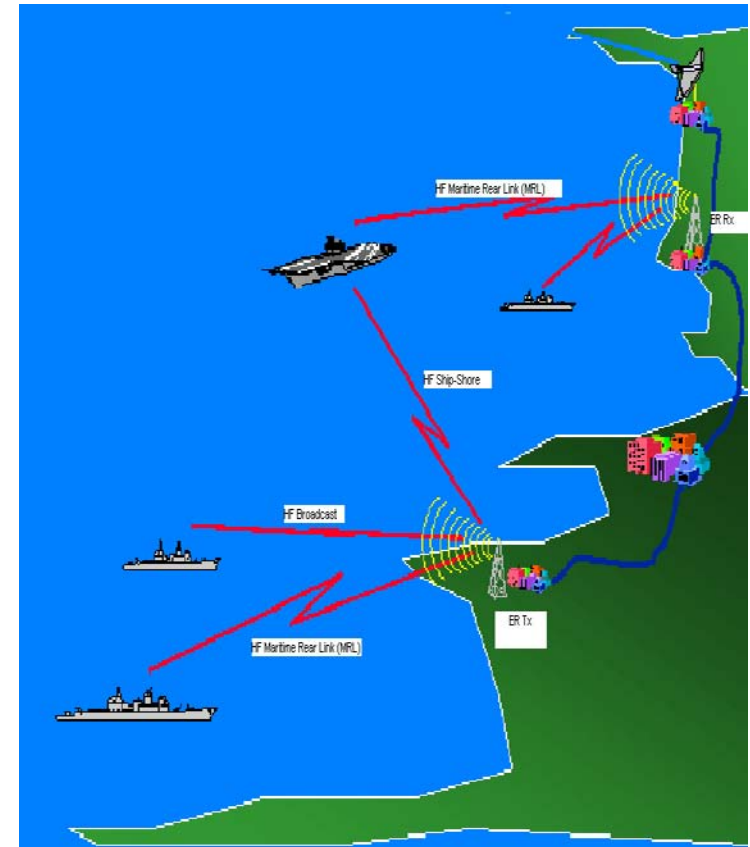 HF Maritime Rear Link (MRL)
ER Rx
HF Ship-Shore
HF Broadcast
ER Tx
HF Maritime Rear Link (MRL)